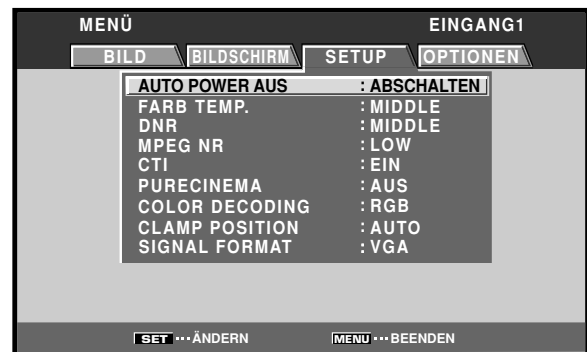 MENÜ EINGANG1
BILD BILDSCHIRM SETUP OPTIONEN
AUTO POWER AUS : ABSCHALTEN
FARB TEMP. : MIDDLE
DNR : MIDDLE
MPEG NR : LOW
CTI : EIN
PURECINEMA : AUS
COLOR DECODING : RGB
CLAMP POSITION : AUTO
SIGNAL FORMAT : VGA
SET ••• ÄNDERN MENU ••• BEENDEN